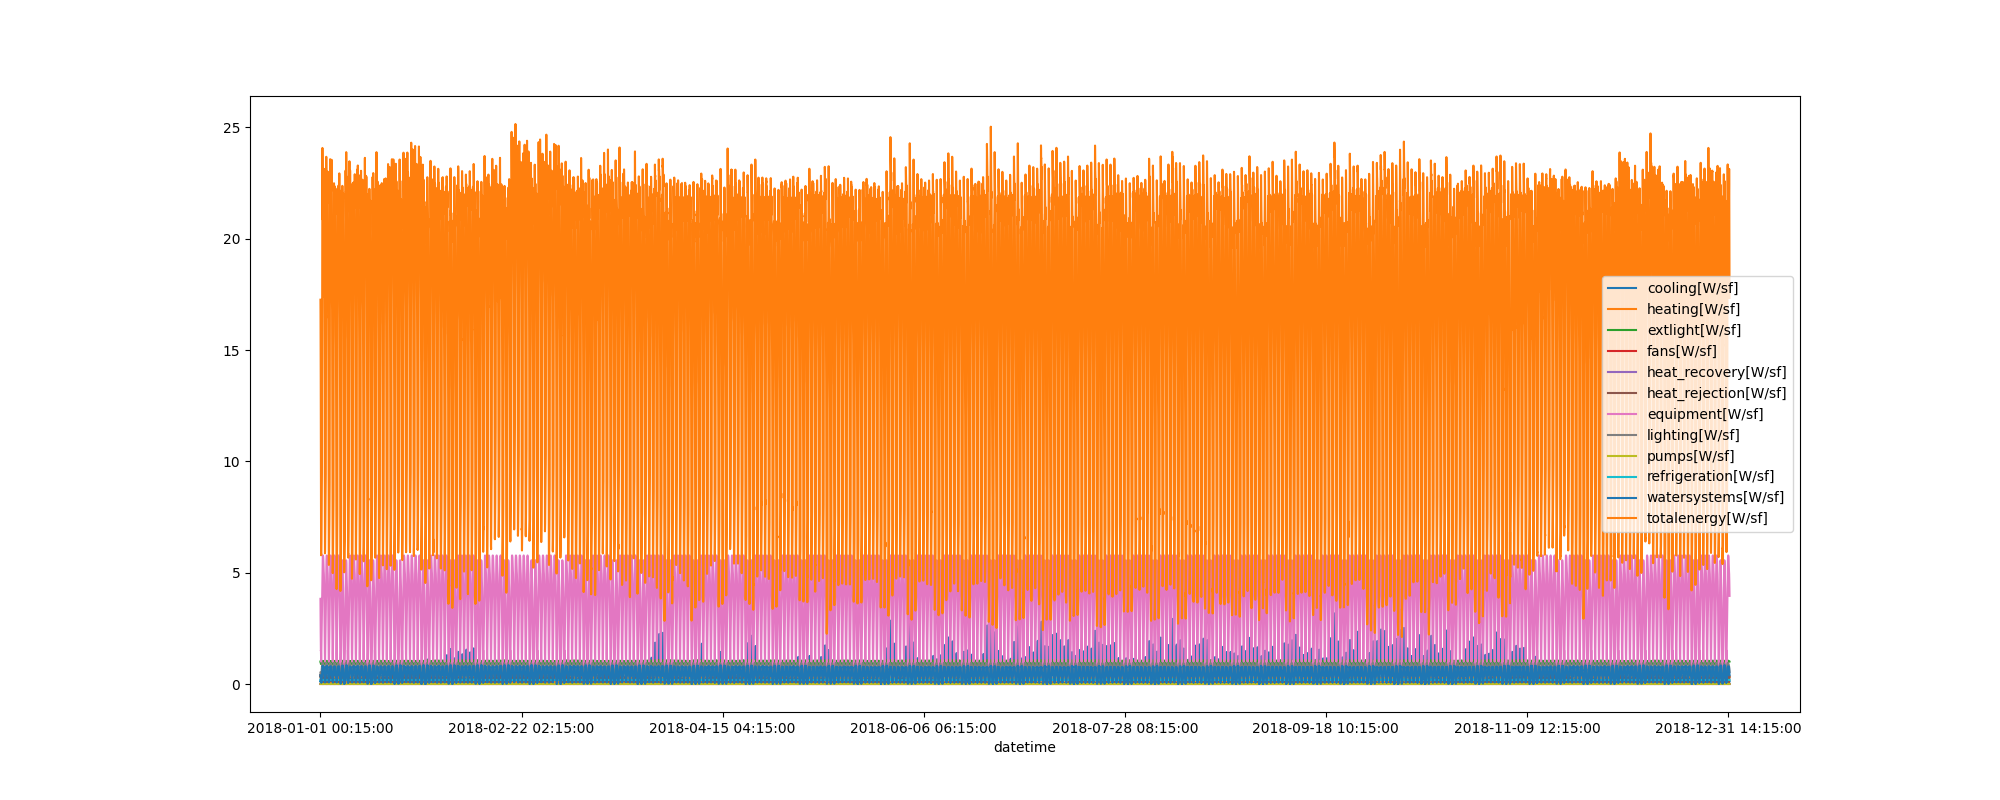 25
20
15
10
5
0
cooling[W/sf]
heating[W/sf]
extlight[W/sf]
fans[W/sf]
heat_recovery[W/sf]
heat_rejection[W/sf]
equipment[W/sf]
lighting[W/sf]
pumps[W/sf]
refrigeration[W/sf]
watersystems[W/sf]
totalenergy[W/sf]
2018-01-01 00:15:00 2018-02-22 02:15:00 2018-04-15 04:15:00 2018-06-06 06:15:00 2018-07-28 08:15:00 2018-09-18 10:15:00 2018-11-09 12:15:00 2018-12-31 14:15:00
datetime